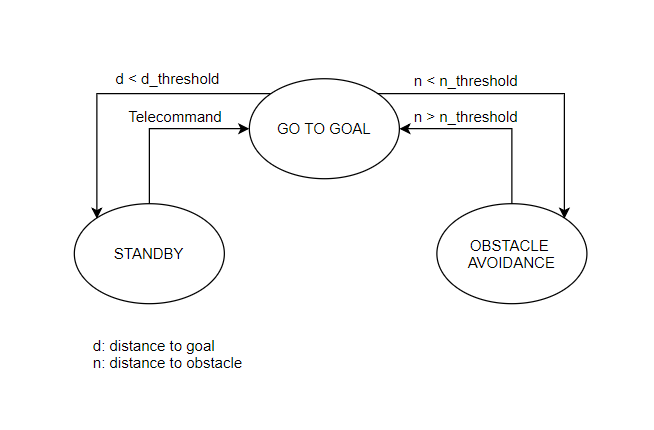 d < d_threshold
n < n_threshold
Telecommand
n > n_threshold
GO TO GOAL
STANDBY
OBSTACLE
AVOIDANCE
d: distance to goal
n: distance to obstacle